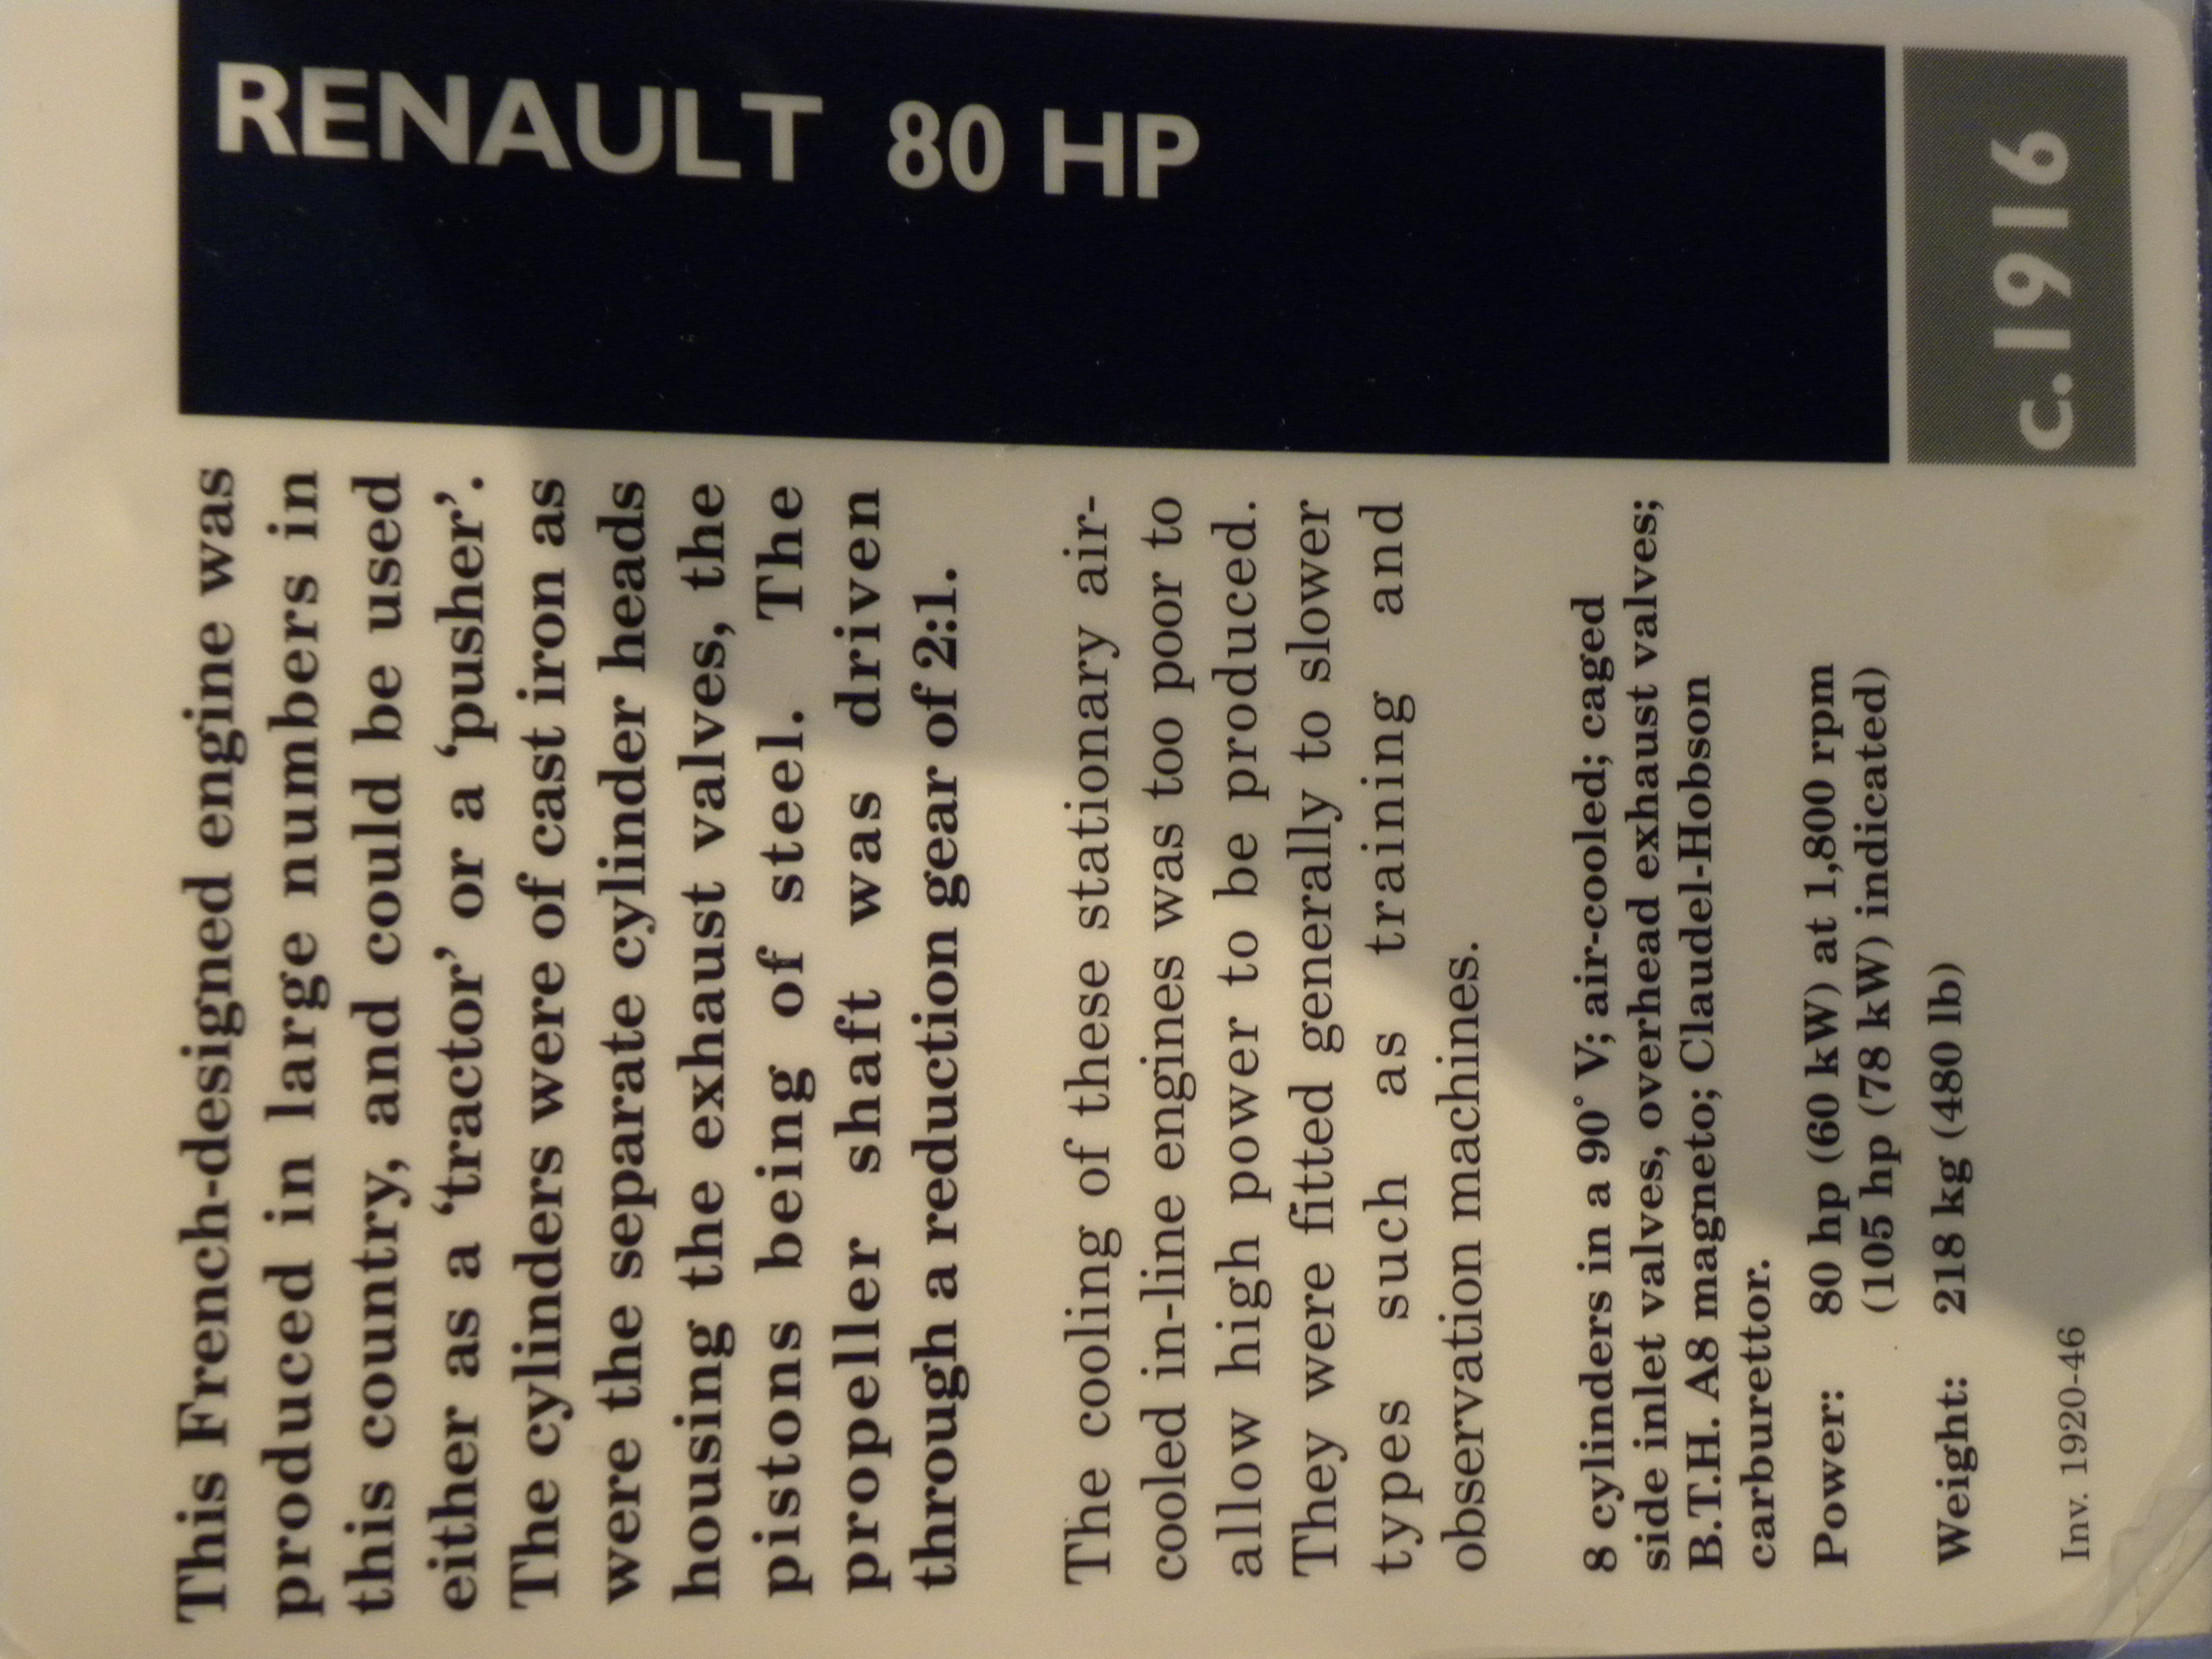 RENAULT 80 HP
c.1916
This French-designed engine was
produced in large numbers in
this country, and could be used
either as a ‘tractor’ or a ‘pusher’.
The cylinders were of cast iron as
were the separate cylinder heads
housing the exhaust valves, the
pistons being of steel. The
propeller shaft was driven
through a reduction gear of 2:1.
The cooling of these stationary air-
cooled in-line engines was too poor to
allow high power to be produced.
They were fitted generally to slower
types such as training and
observation machines.
8 cylinders in a 90° V; air-cooled; caged
side inlet valves, overhead exhaust valves;
B.T.H. A8 magneto; Claudel-Hobson
carburettor.
Power: 80 hp (60 kW) at 1,800 rpm
(105 hp (78 kW) indicated)
Weight: 218 kg (480 lb)
Inv. 1920-46